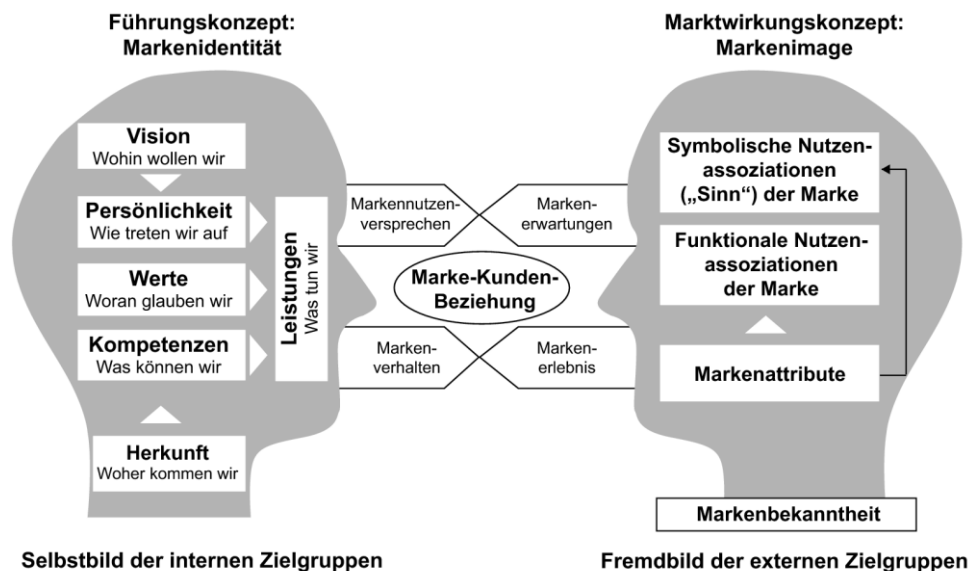 Führungskonzept:
Markenidentität
Vision
Wohin wollen wir
Persönlichkeit
Wie treten wir auf
Werte
Woran glauben wir
Kompetenzen
Was können wir
Herkunft
Woher kommen wir
Leistungen
Was tun wir
Selbstbild der internen Zielgruppen
Markennutzen-
versprechen
Marken-
erwartungen
Marke-Kunden-
Beziehung
Marken-
verhalten
Marken-
erlebnis
Marktwirkungskonzept:
Markenimage
Symbolische Nutzen-
assoziationen
(„Sinn“) der Marke
Funktionale Nutzen-
assoziationen
der Marke
Markenattribute
Markenbekanntheit
Fremdbild der externen Zielgruppen